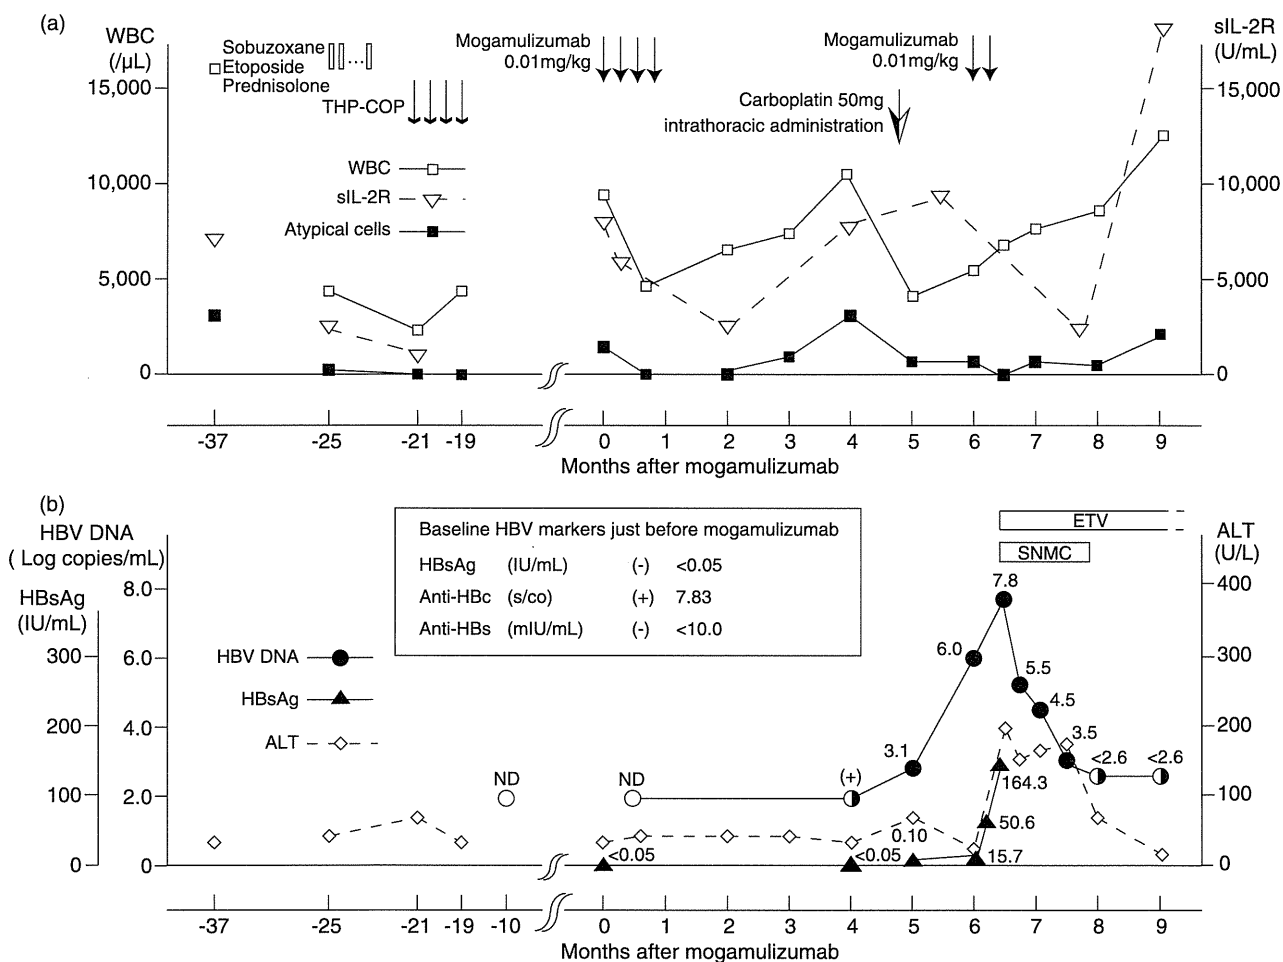 (a)
WBC
(/μL)
Sobuzoxane
Etoposide
Prednisolone
THP-COP
Mogamulizumab
0.01mg/kg
Carboplatin 50mg
intrathoracic administration
Mogamulizumab
0.01mg/kg
sIL-2R
(U/mL)
15,000
10,000
5,000
0
WBC
sIL-2R
Atypical cells
15,000
10,000
5,000
0
-37 -25 -21 -19 0 1 2 3 4 5 6 7 8 9
Months after mogamulizumab
(b)
HBV DNA
( Log copies/mL)
HBsAg
(IU/mL)
300
200
100
0
8.0
6.0
4.0
2.0
0
HBV DNA
HBsAg
ALT
Baseline HBV markers just before mogamulizumab
HBsAg (IU/mL) (-) <0.05
Anti-HBc (s/co) (+) 7.83
Anti-HBs (mIU/mL) (-) <10.0
ETV
SNMC
ALT
(U/L)
400
300
200
100
0
ND
ND
(+)
3.1
6.0
7.8
5.5
4.5
3.5
<2.6
<2.6
<0.05
<0.05
0.10
15.7
50.6
164.3
-37 -25 -21 -19 -10 0 1 2 3 4 5 6 7 8 9
Months after mogamulizumab